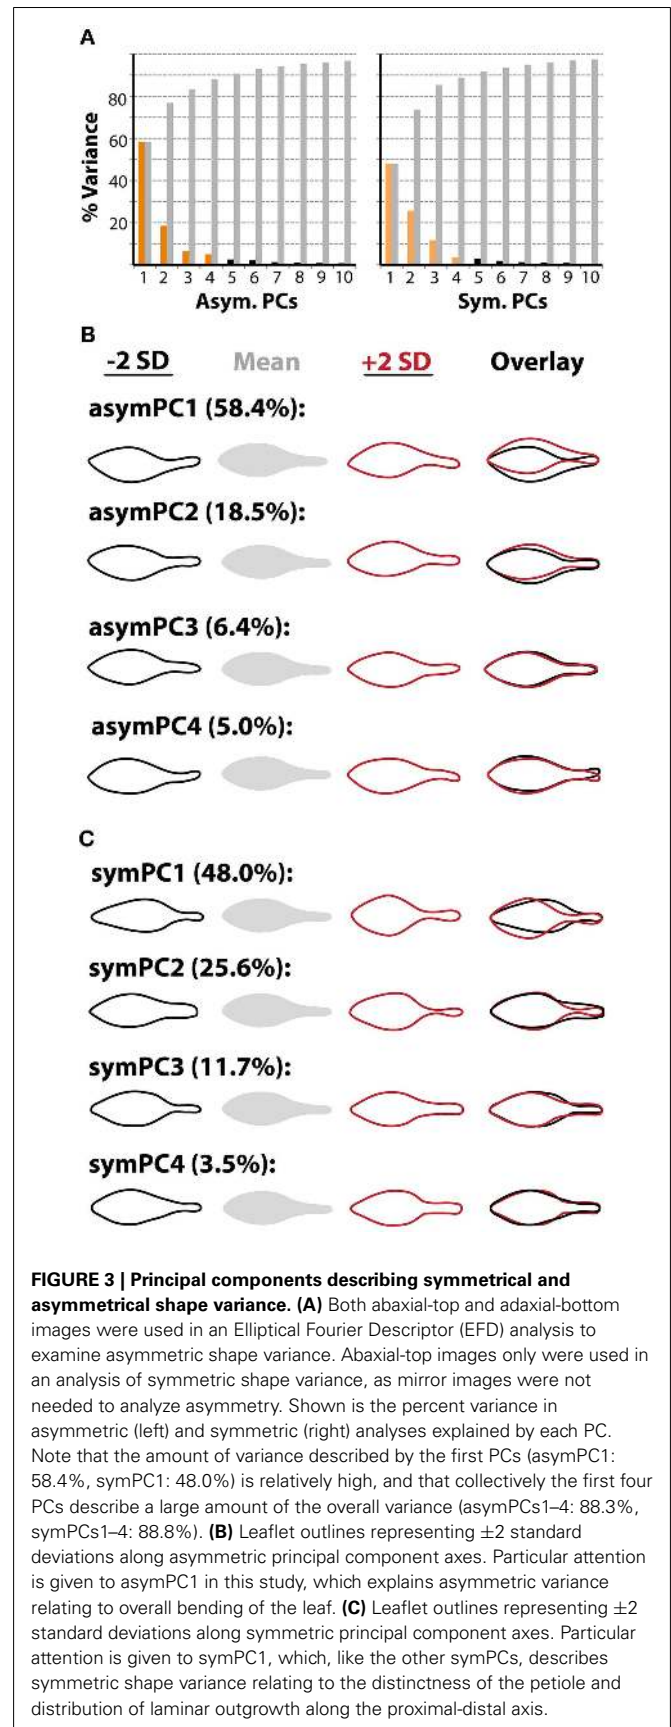 A
% Variance
80
60
40
20
1 2 3 4 5 6 7 8 9 10
Asym. PCs
1 2 3 4 5 6 7 8 9 10
Sym. PCs
B
-2 SD Mean +2 SD Overlay
asymPC1 (58.4%):
asymPC2 (18.5%):
asymPC3 (6.4%):
asymPC4 (5.0%):
C
symPC1 (48.0%):
symPC2 (25.6%):
symPC3 (11.7%):
symPC4 (3.5%):
FIGURE 3 | Principal components describing symmetrical and
asymmetrical shape variance. (A) Both abaxial-top and adaxial-bottom
images were used in an Elliptical Fourier Descriptor (EFD) analysis to
examine asymmetric shape variance. Abaxial-top images only were used in
an analysis of symmetric shape variance, as mirror images were not
needed to analyze asymmetry. Shown is the percent variance in
asymmetric (left) and symmetric (right) analyses explained by each PC.
Note that the amount of variance described by the first PCs (asymPC1:
58.4%, symPC1: 48.0%) is relatively high, and that collectively the first four
PCs describe a large amount of the overall variance (asymPCs1–4: 88.3%,
symPCs1–4: 88.8%). (B) Leaflet outlines representing ±2 standard
deviations along asymmetric principal component axes. Particular attention
is given to asymPC1 in this study, which explains asymmetric variance
relating to overall bending of the leaf. (C) Leaflet outlines representing ±2
standard deviations along symmetric principal component axes. Particular
attention is given to symPC1, which, like the other symPCs, describes
symmetric shape variance relating to the distinctness of the petiole and
distribution of laminar outgrowth along the proximal-distal axis.